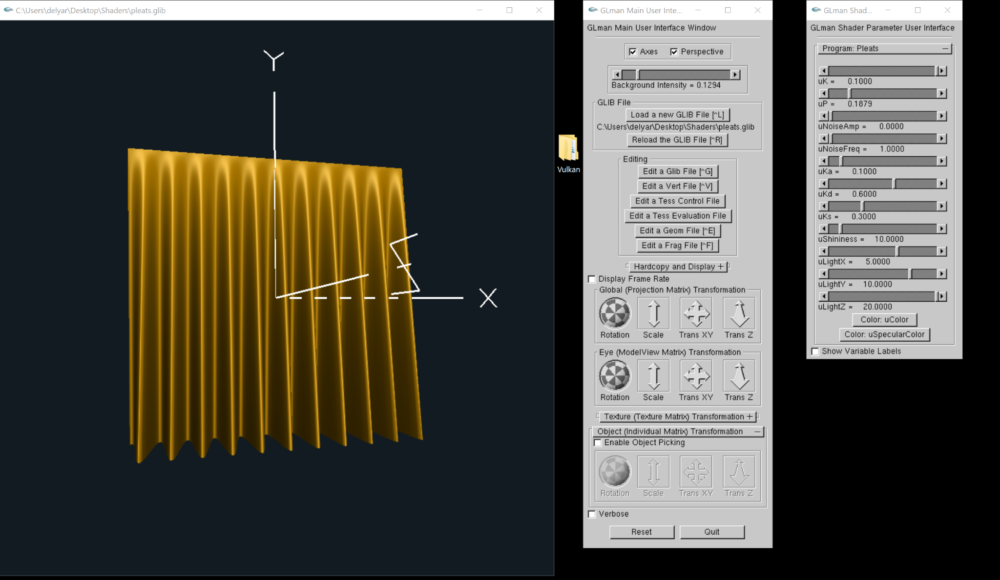 C:\Users\delyar\Desktop\Shaders\pleats.glib
Y
Z
X
Vulkan
GLman Main User Inte...
GLman Main User Interface Window
Axes Perspective
Background Intensity = 0.1294
GLIB File
Load a new GLIB File [^L]
C:\Users\delyar\Desktop\Shaders\pleats.glib
Reload the GLIB File [^R]
Editing
Edit a Glib File [^G]
Edit a Vert File [^V]
Edit a Tess Control File
Edit a Tess Evaluation File
Edit a Geom File [^E]
Edit a Frag File [^F]
Hardcopy and Display +
Display Frame Rate
Global (Projection Matrix) Transformation
Rotation Scale Trans XY Trans Z
Eye (ModelView Matrix) Transformation
Rotation Scale Trans XY Trans Z
Texture (Texture Matrix) Transformation +
Object (Individual Matrix) Transformation −
Enable Object Picking
Rotation Scale Trans XY Trans Z
Verbose
Reset Quit
GLman Shad...
GLman Shader Parameter User Interface
Program: Pleats −
uK = 0.1000
uP = 0.1879
uNoiseAmp = 0.0000
uNoiseFreq = 1.0000
uKa = 0.1000
uKd = 0.6000
uKs = 0.3000
uShininess = 10.0000
uLightX = 5.0000
uLightY = 10.0000
uLightZ = 20.0000
Color: uColor
Color: uSpecularColor
Show Variable Labels